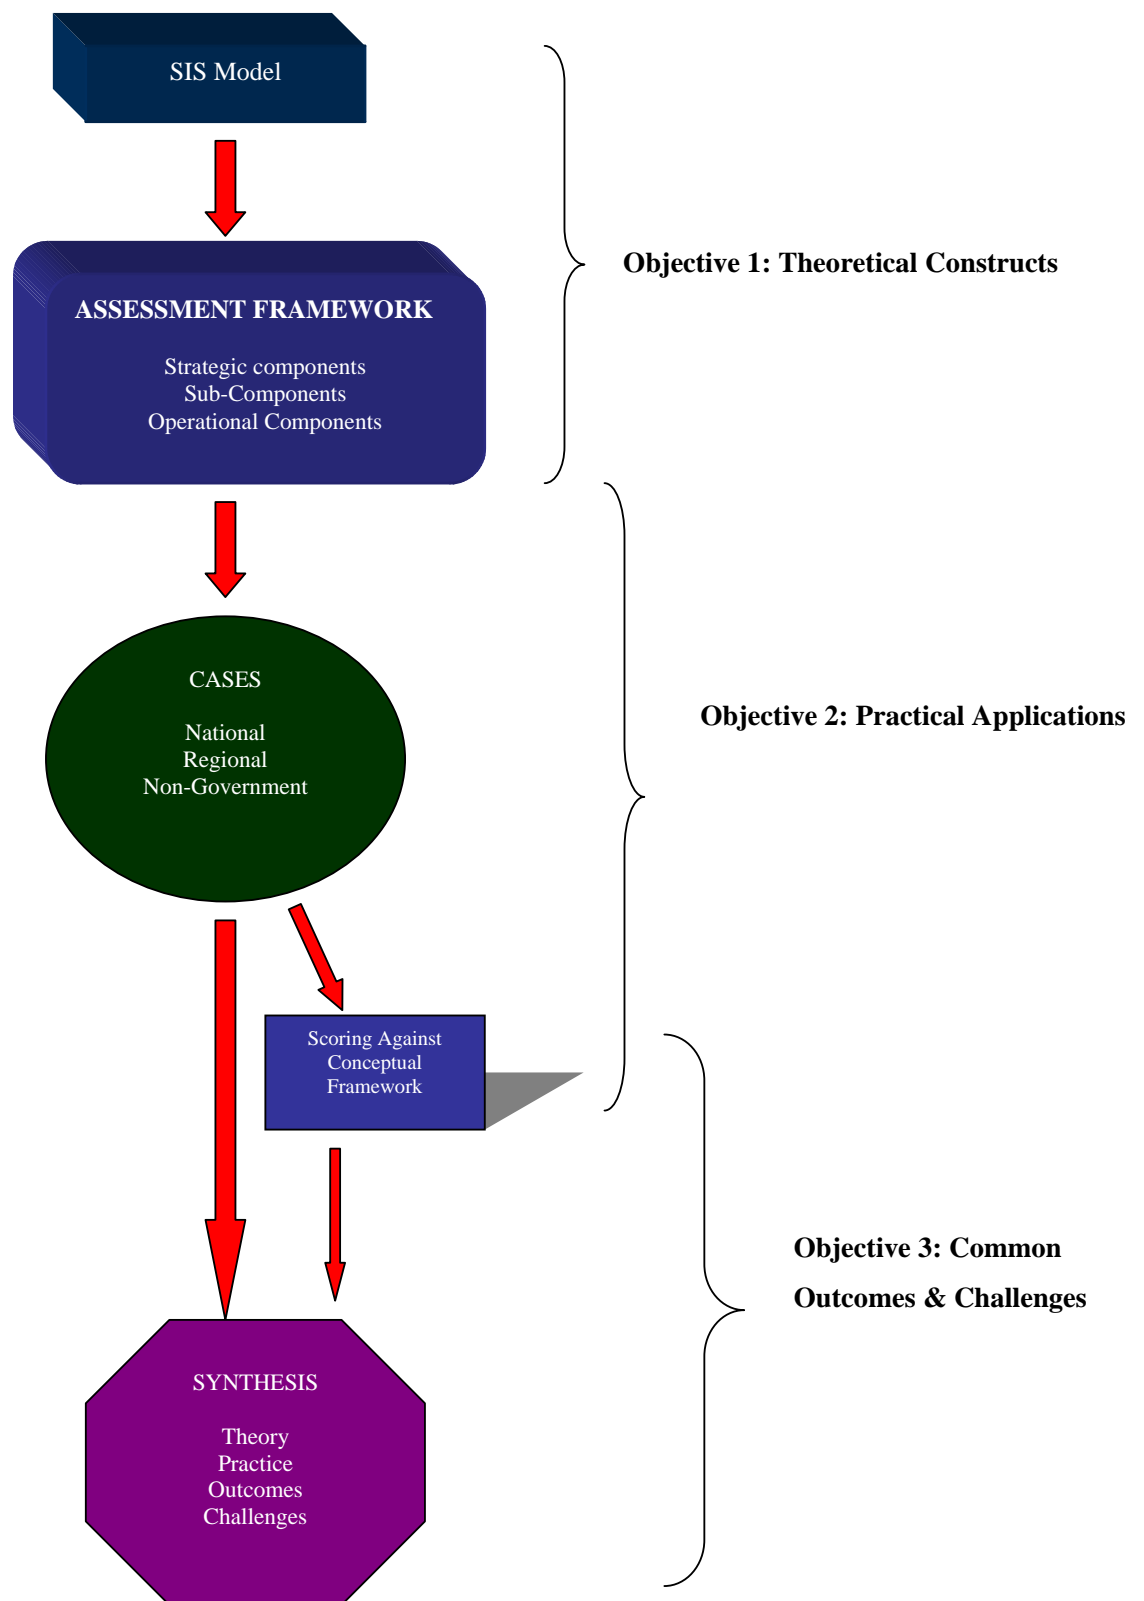 SIS Model
Objective 1: Theoretical Constructs
ASSESSMENT FRAMEWORK
Strategic components
Sub-Components
Operational Components
CASES
National
Regional
Non-Government
Objective 2: Practical Applications
Scoring Against
Conceptual
Framework
Objective 3: Common
Outcomes & Challenges
SYNTHESIS
Theory
Practice
Outcomes
Challenges